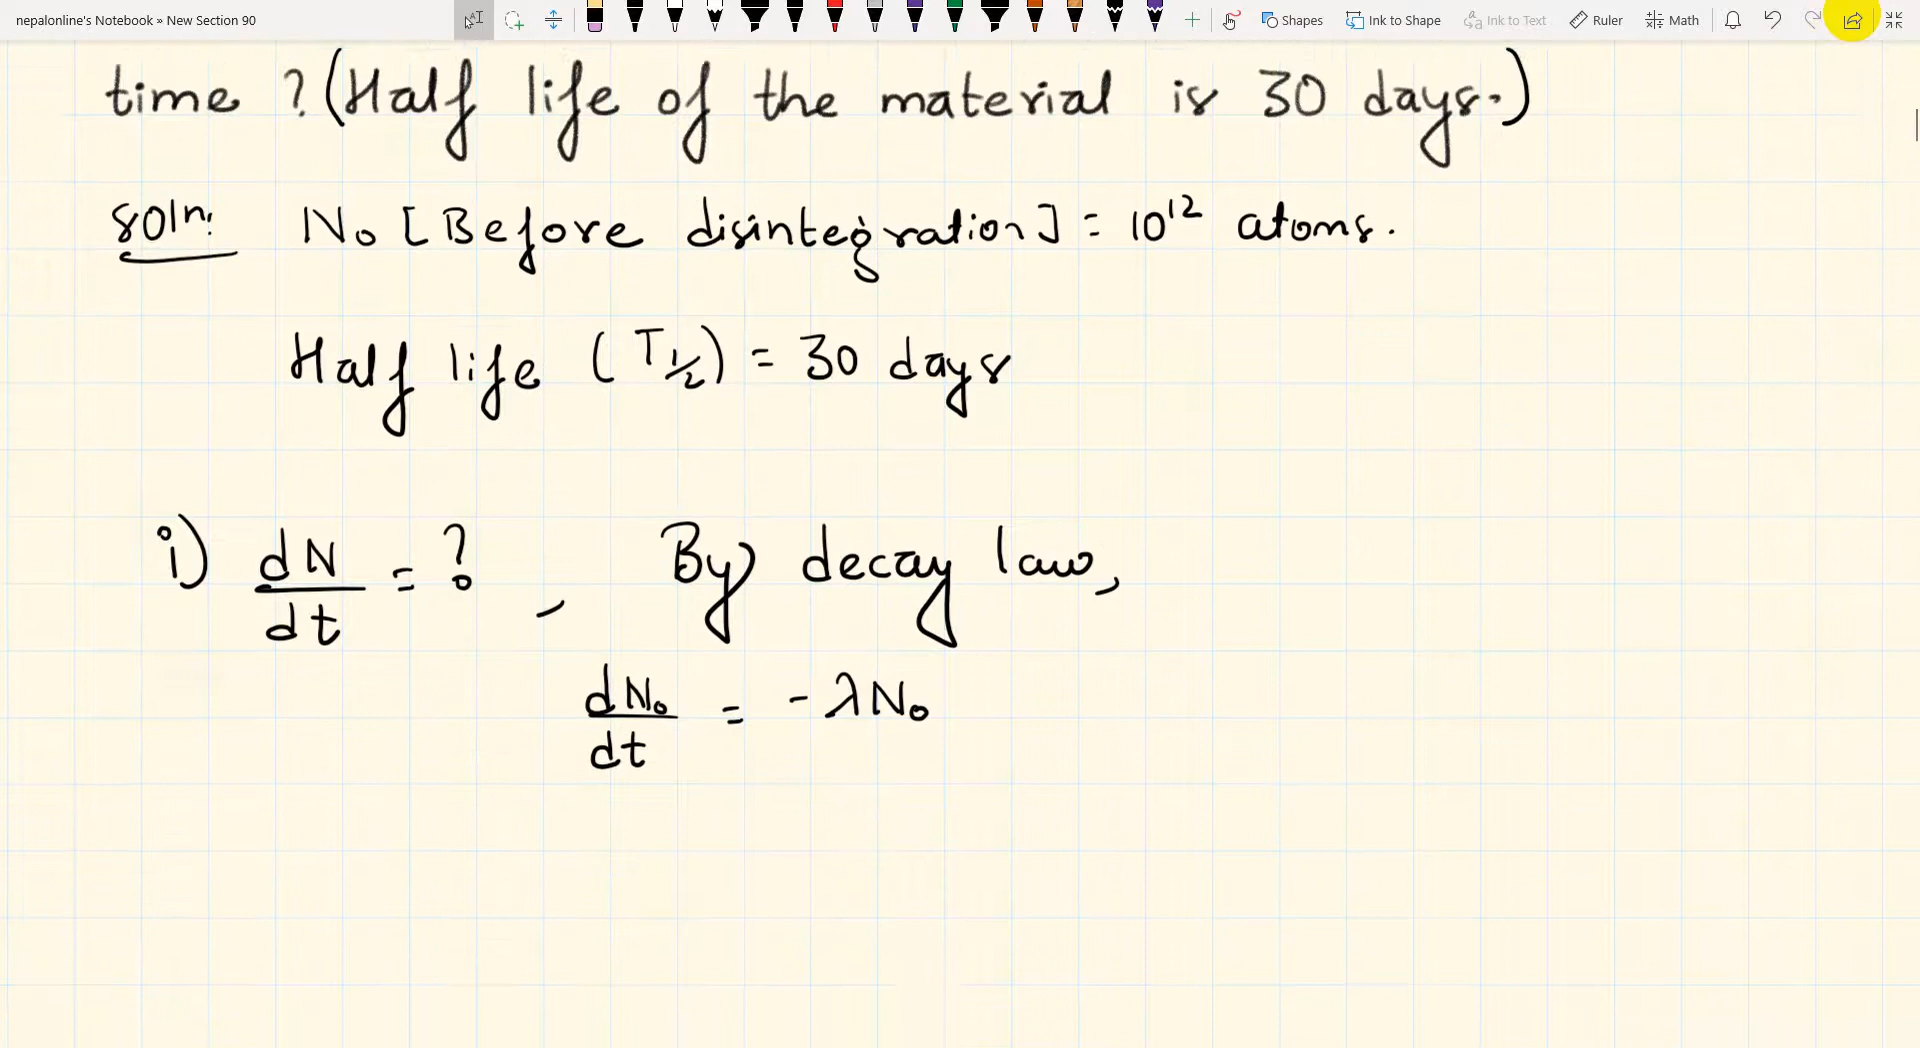 nepalonline's Notebook » New Section 90 Shapes Ink to Shape Ink to Text Ruler Math
time ? (Half life of the material is 30 days.)
soln: N₀ [Before disintegration] = 10¹² atoms.
Half life (T½) = 30 days
i) dN/dt = ? , By decay law,
dN₀/dt = -λN₀